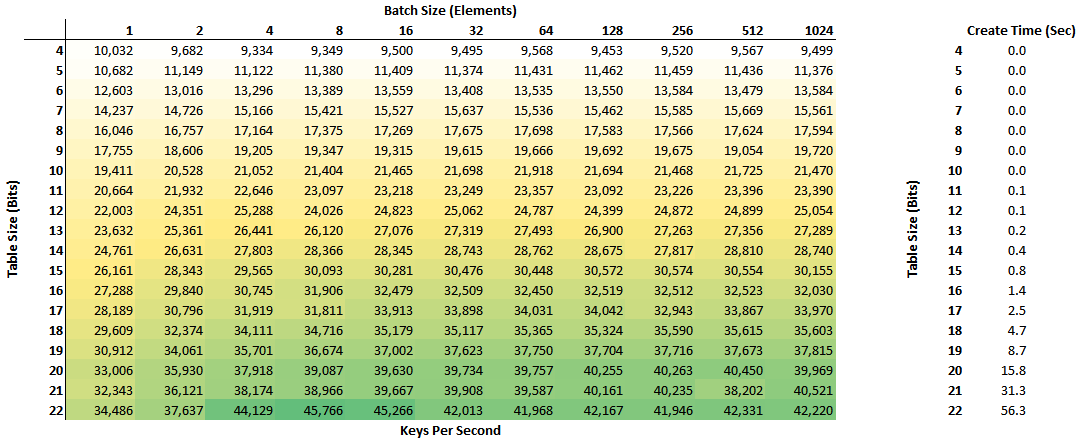 Batch Size (Elements)
1 2 4 8 16 32 64 128 256 512 1024 Create Time (Sec)
4 10,032 9,682 9,334 9,349 9,500 9,495 9,568 9,453 9,520 9,567 9,499 4 0.0
5 10,682 11,149 11,122 11,380 11,409 11,374 11,431 11,462 11,459 11,436 11,376 5 0.0
6 12,603 13,016 13,296 13,389 13,559 13,408 13,535 13,550 13,584 13,479 13,584 6 0.0
7 14,237 14,726 15,166 15,421 15,527 15,637 15,536 15,462 15,585 15,669 15,561 7 0.0
8 16,046 16,757 17,164 17,375 17,269 17,675 17,698 17,583 17,566 17,624 17,594 8 0.0
9 17,755 18,606 19,205 19,347 19,315 19,615 19,666 19,692 19,675 19,054 19,720 9 0.0
10 19,411 20,528 21,052 21,404 21,465 21,698 21,918 21,694 21,468 21,725 21,470 10 0.0
11 20,664 21,932 22,646 23,097 23,218 23,249 23,357 23,092 23,226 23,396 23,390 11 0.1
12 22,003 24,351 25,288 24,026 24,823 25,062 24,787 24,399 24,872 24,899 25,054 12 0.1
13 23,632 25,361 26,441 26,120 27,076 27,319 27,493 26,900 27,263 27,356 27,289 13 0.2
14 24,761 26,631 27,803 28,366 28,345 28,743 28,762 28,675 27,817 28,810 28,740 14 0.4
15 26,161 28,343 29,565 30,093 30,281 30,476 30,448 30,572 30,574 30,554 30,155 15 0.8
16 27,288 29,840 30,745 31,906 32,479 32,509 32,450 32,519 32,512 32,523 32,030 16 1.4
17 28,189 30,796 31,919 31,811 33,913 33,898 34,031 34,042 32,943 33,867 33,970 17 2.5
18 29,609 32,374 34,111 34,716 35,179 35,117 35,365 35,324 35,590 35,615 35,603 18 4.7
19 30,912 34,061 35,701 36,674 37,002 37,623 37,750 37,704 37,716 37,673 37,815 19 8.7
20 33,006 35,930 37,918 39,087 39,630 39,734 39,757 40,255 40,263 40,450 39,969 20 15.8
21 32,343 36,121 38,174 38,966 39,667 39,908 39,587 40,161 40,235 38,202 40,521 21 31.3
22 34,486 37,637 44,129 45,766 45,266 42,013 41,968 42,167 41,946 42,331 42,220 22 56.3
Keys Per Second
Table Size (Bits)
Table Size (Bits)